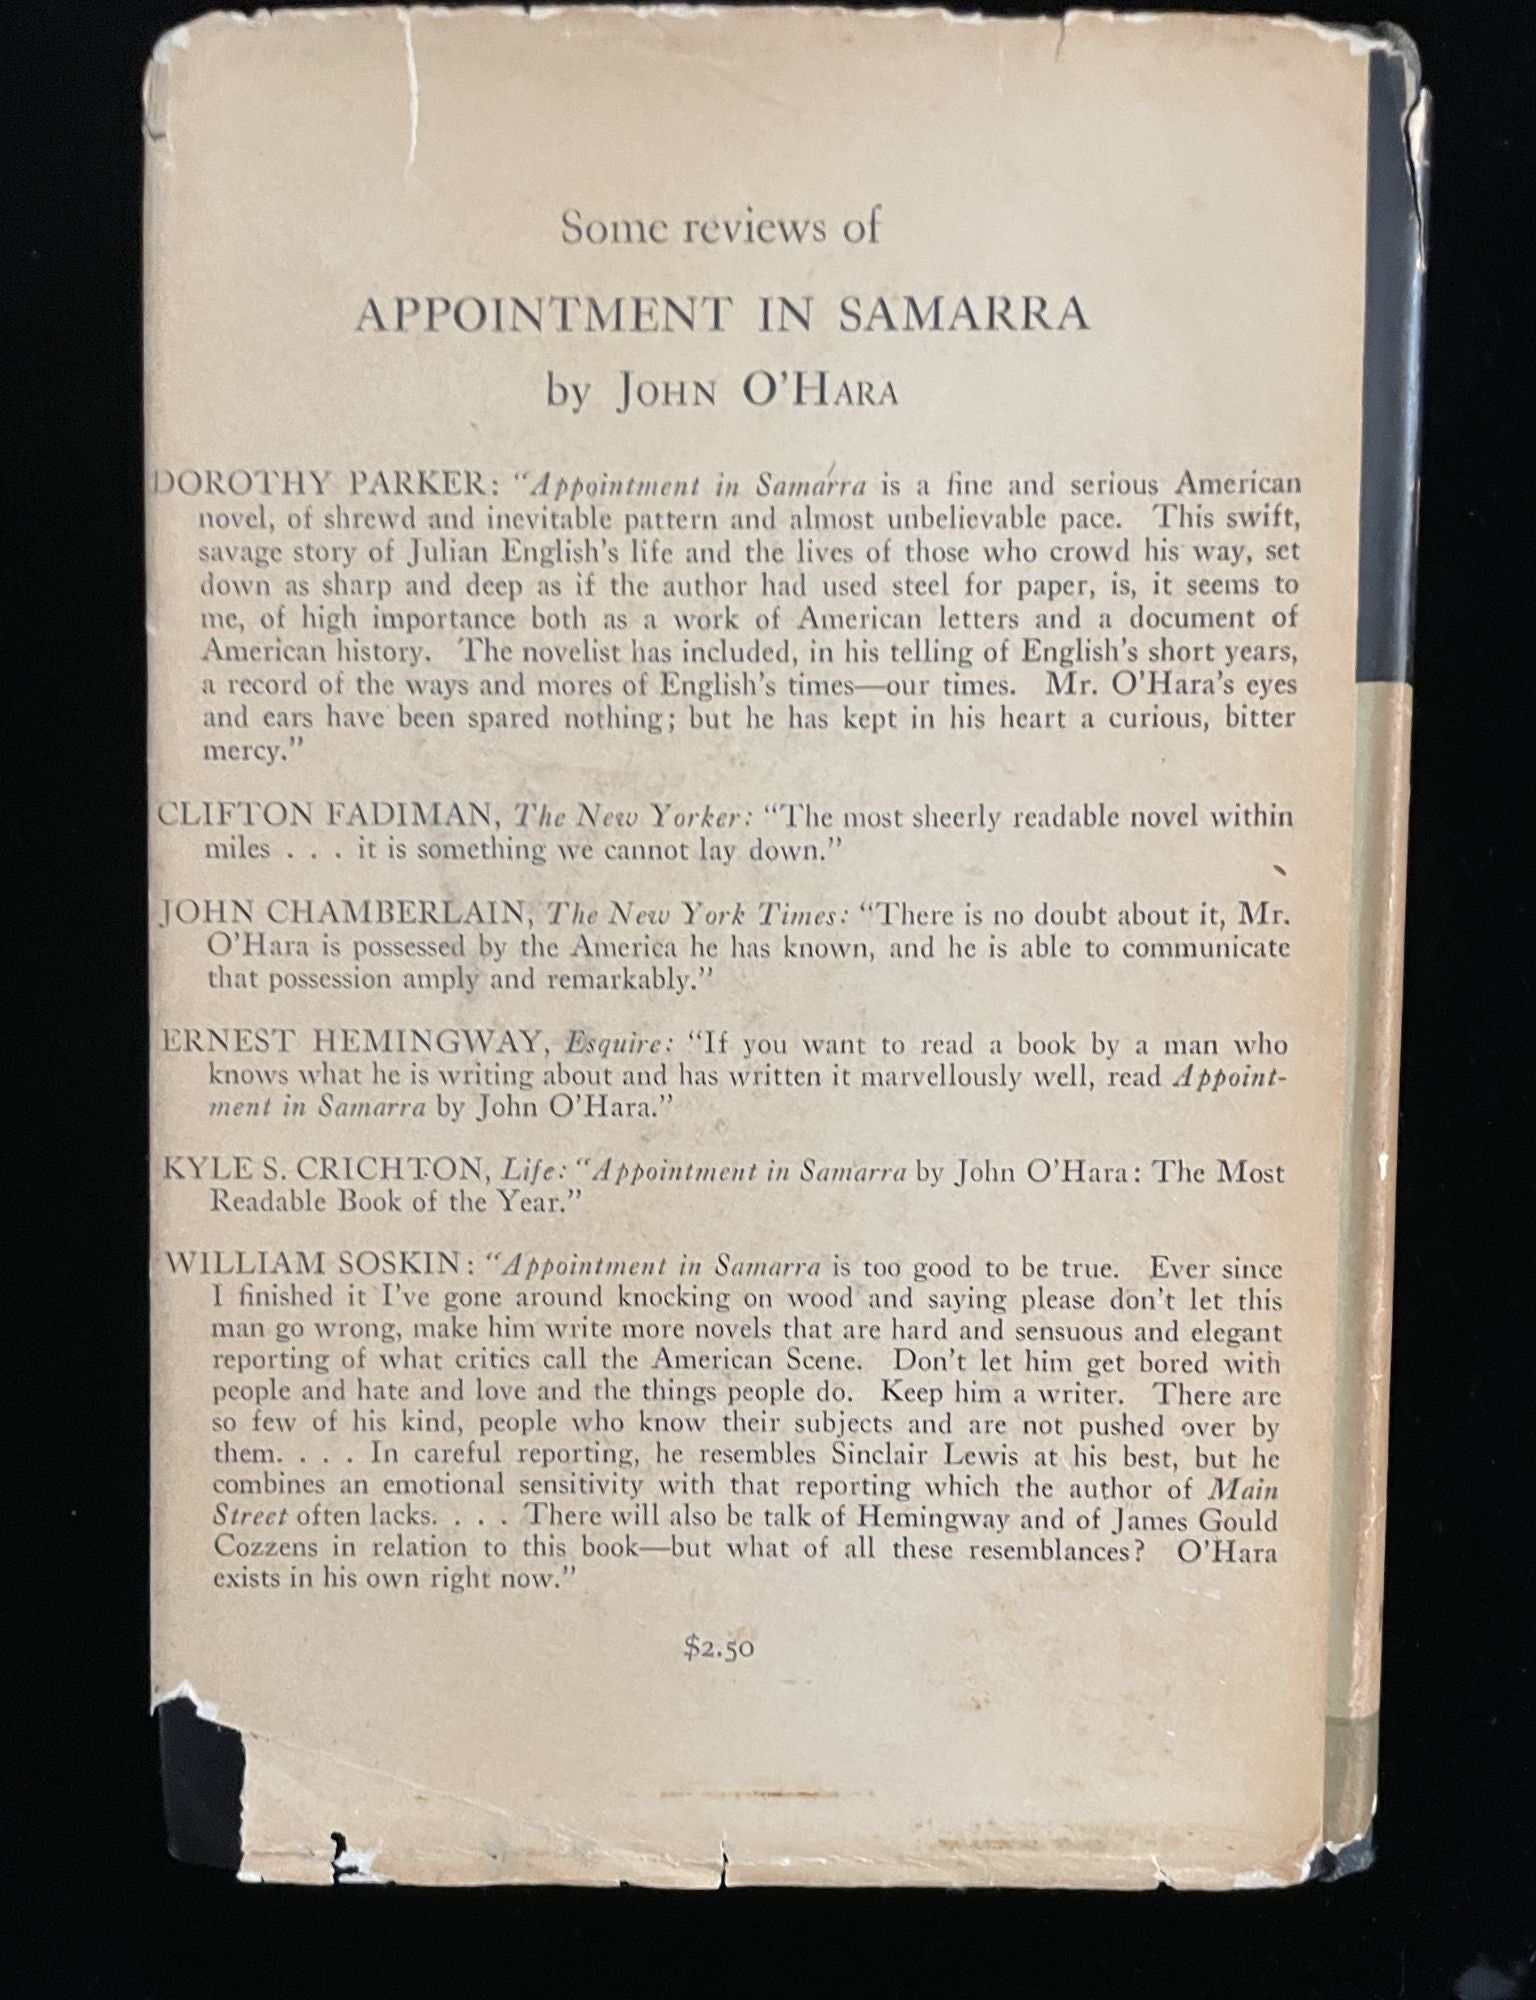 Some reviews of
APPOINTMENT IN SAMARRA
by JOHN O'HARA
DOROTHY PARKER: "Appointment in Samarra is a fine and serious American
novel, of shrewd and inevitable pattern and almost unbelievable pace. This swift,
savage story of Julian English's life and the lives of those who crowd his way, set
down as sharp and deep as if the author had used steel for paper, is, it seems to
me, of high importance both as a work of American letters and a document of
American history. The novelist has included, in his telling of English's short years,
a record of the ways and mores of English's times—our times. Mr. O'Hara's eyes
and ears have been spared nothing; but he has kept in his heart a curious, bitter
mercy."
CLIFTON FADIMAN, The New Yorker: "The most sheerly readable novel within
miles . . . it is something we cannot lay down."
JOHN CHAMBERLAIN, The New York Times: "There is no doubt about it, Mr.
O'Hara is possessed by the America he has known, and he is able to communicate
that possession amply and remarkably."
ERNEST HEMINGWAY, Esquire: "If you want to read a book by a man who
knows what he is writing about and has written it marvellously well, read Appoint-
ment in Samarra by John O'Hara."
KYLE S. CRICHTON, Life: "Appointment in Samarra by John O'Hara: The Most
Readable Book of the Year."
WILLIAM SOSKIN: "Appointment in Samarra is too good to be true. Ever since
I finished it I've gone around knocking on wood and saying please don't let this
man go wrong, make him write more novels that are hard and sensuous and elegant
reporting of what critics call the American Scene. Don't let him get bored with
people and hate and love and the things people do. Keep him a writer. There are
so few of his kind, people who know their subjects and are not pushed over by
them. . . . In careful reporting, he resembles Sinclair Lewis at his best, but he
combines an emotional sensitivity with that reporting which the author of Main
Street often lacks. . . . There will also be talk of Hemingway and of James Gould
Cozzens in relation to this book—but what of all these resemblances? O'Hara
exists in his own right now."
$2.50